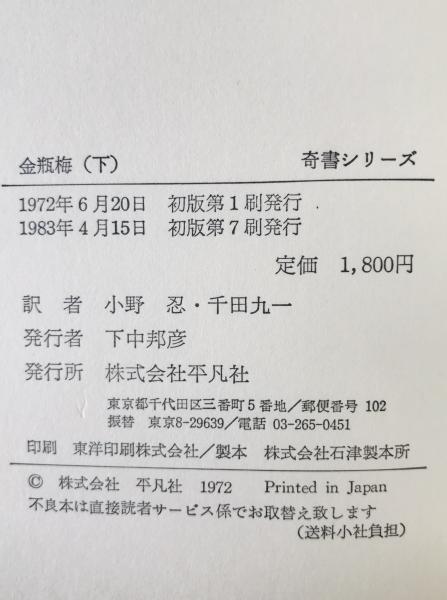 金瓶梅(下) 奇書シリーズ
1972年6月20日 初版第1刷発行
1983年4月15日 初版第7刷発行
定価 1,800円
訳者 小野 忍・千田九一
発行者 下中邦彦
発行所 株式会社平凡社
東京都千代田区三番町5番地/郵便番号 102
振替 東京8-29639/電話 03-265-0451
印刷 東洋印刷株式会社/製本 株式会社石津製本所
© 株式会社 平凡社 1972 Printed in Japan
不良本は直接読者サービス係でお取替え致します
(送料小社負担)